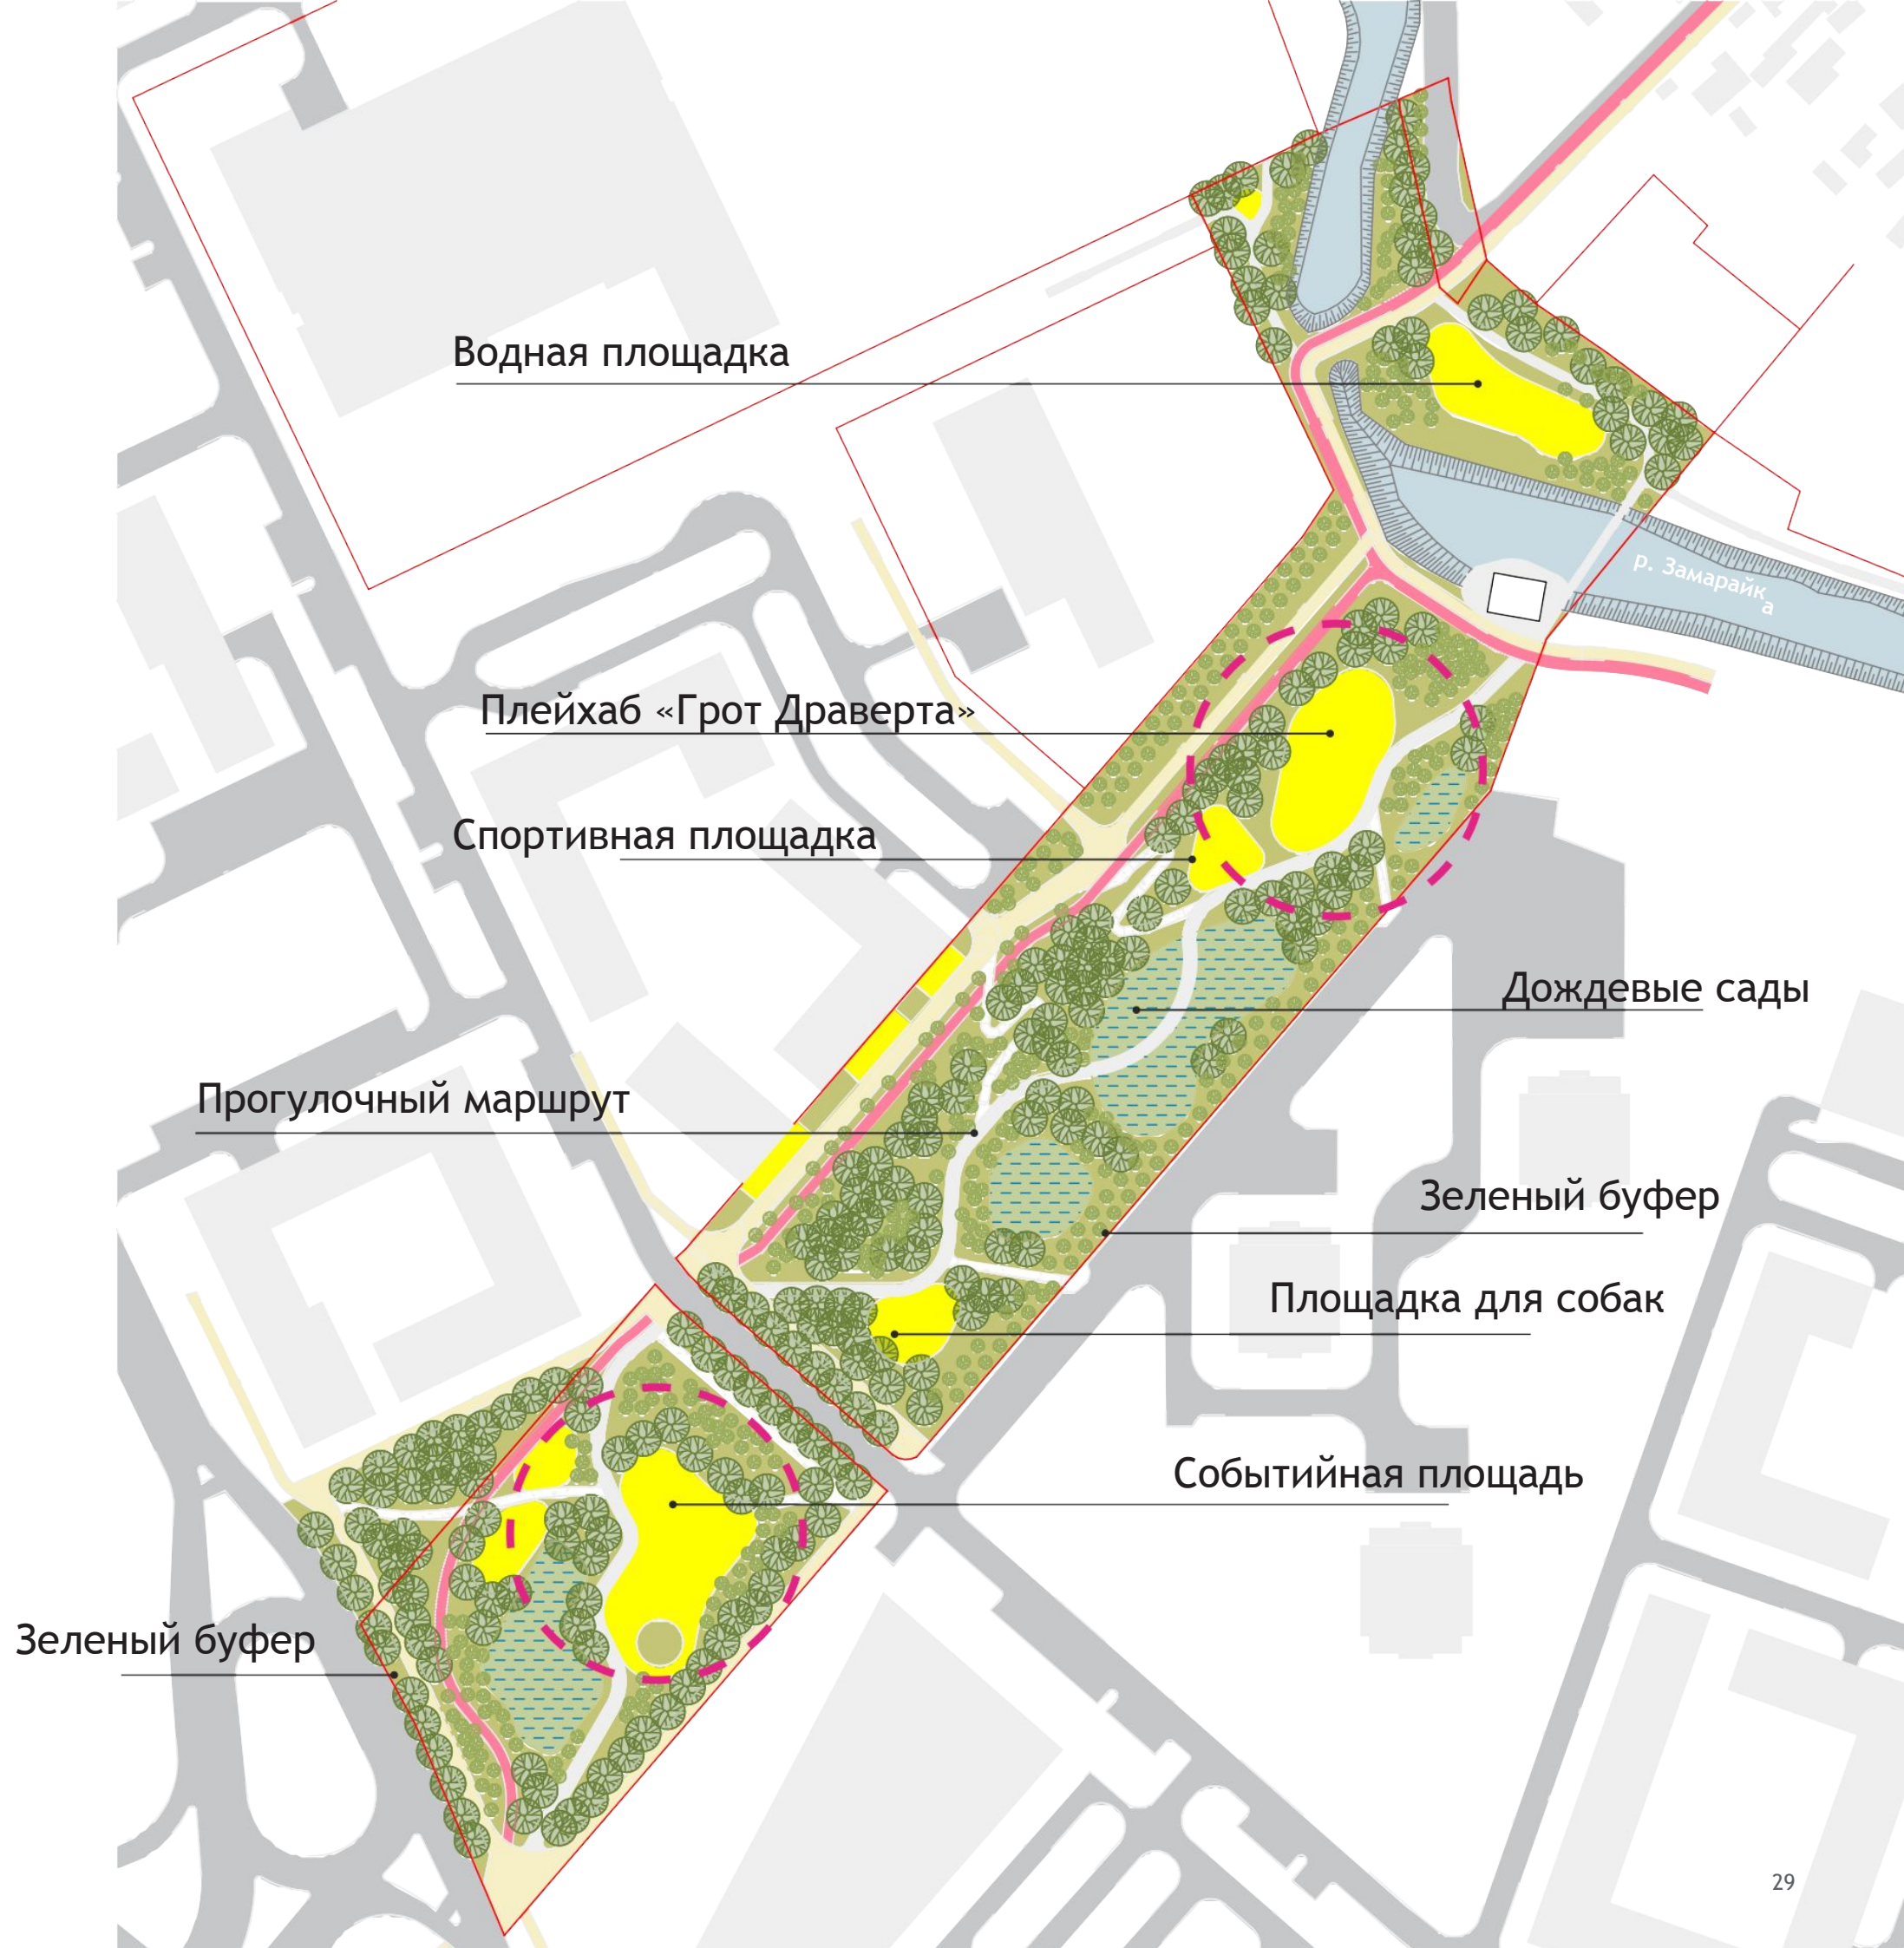 Водная площадка
р. Замарайк
а
Плейхаб «Грот Драверта»
Спортивная площадка
Дождевые сады
Прогулочный маршрут
Зеленый буфер
Площадка для собак
Событийная площадь
Зеленый буфер
29